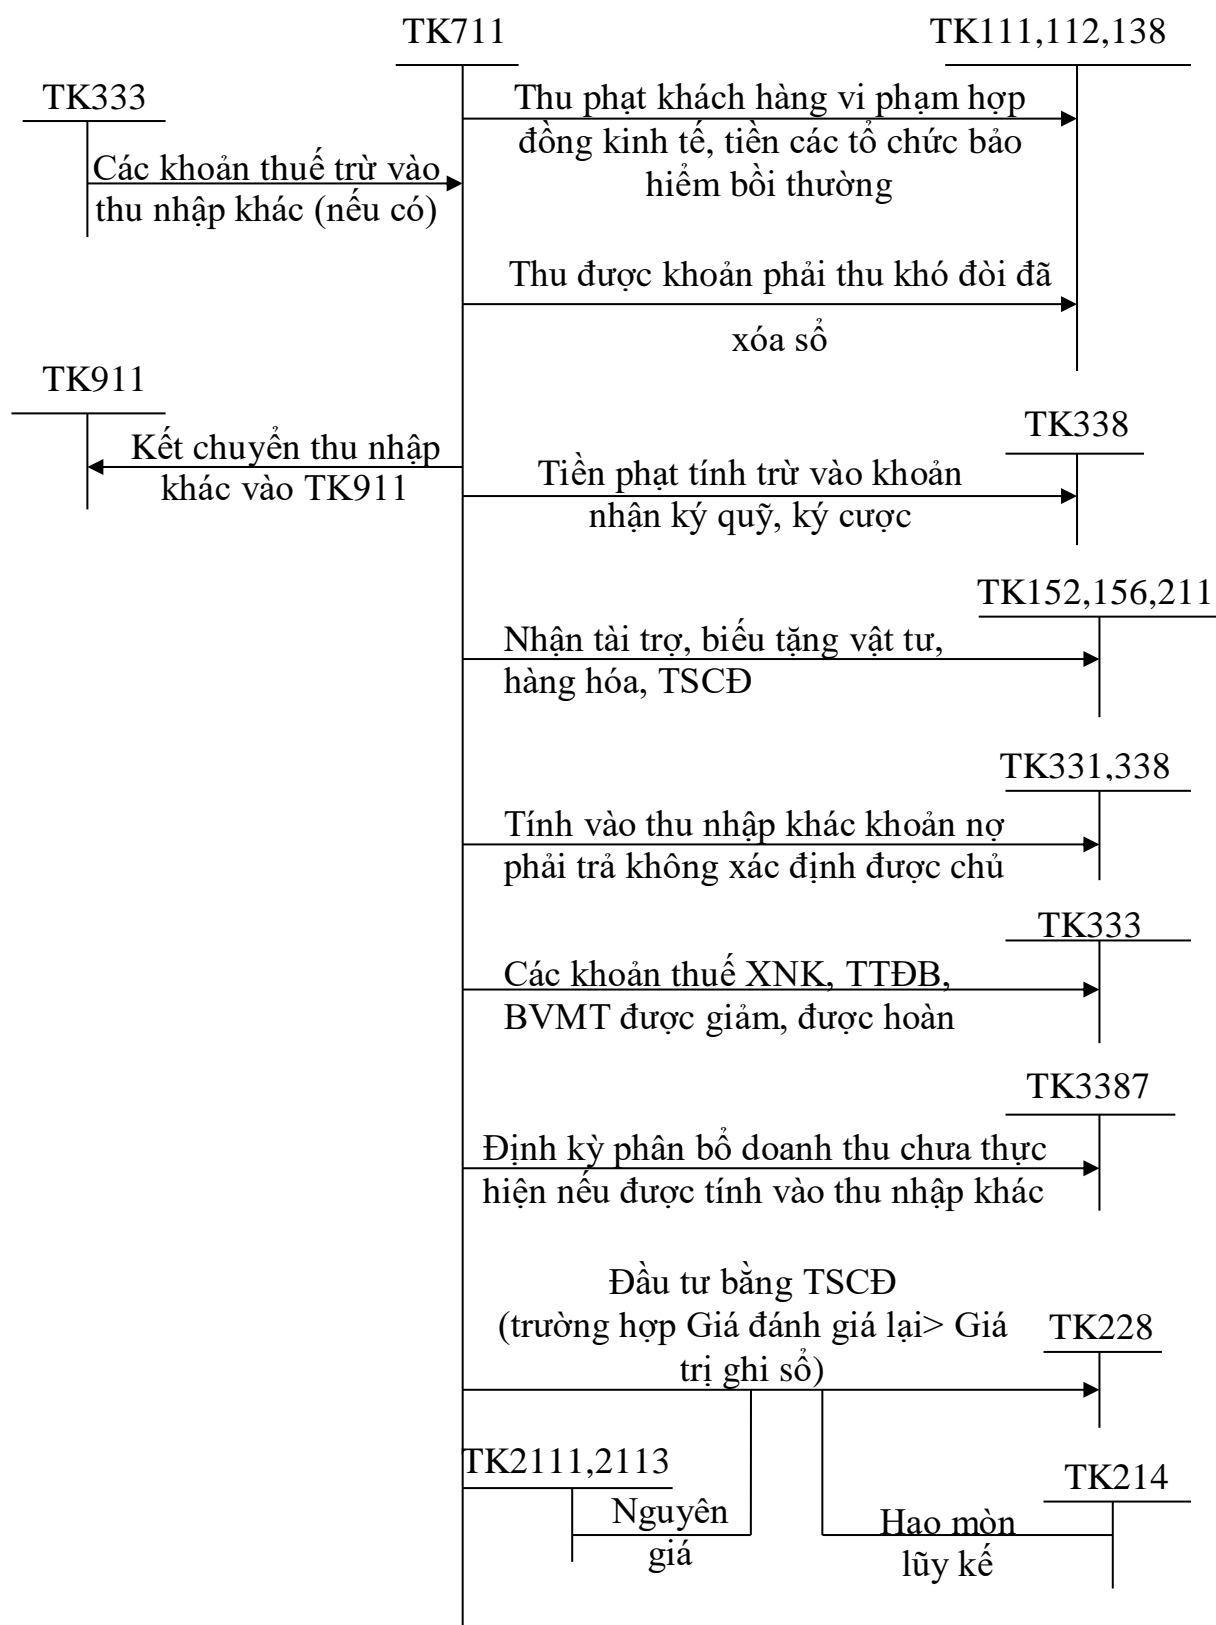 TK711
TK111,112,138
TK333
Thu phạt khách hàng vi phạm hợp
đồng kinh tế, tiền các tổ chức bảo
hiểm bồi thường
Các khoản thuế trừ vào
thu nhập khác (nếu có)
Thu được khoản phải thu khó đòi đã
xóa sổ
TK911
Kết chuyển thu nhập
khác vào TK911
TK338
Tiền phạt tính trừ vào khoản
nhận ký quỹ, ký cược
TK152,156,211
Nhận tài trợ, biếu tặng vật tư,
hàng hóa, TSCĐ
TK331,338
Tính vào thu nhập khác khoản nợ
phải trả không xác định được chủ
TK333
Các khoản thuế XNK, TTĐB,
BVMT được giảm, được hoàn
TK3387
Định kỳ phân bổ doanh thu chưa thực
hiện nếu được tính vào thu nhập khác
Đầu tư bằng TSCĐ
(trường hợp Giá đánh giá lại> Giá
trị ghi sổ)
TK228
TK2111,2113
Nguyên
giá
TK214
Hao mòn
lũy kế